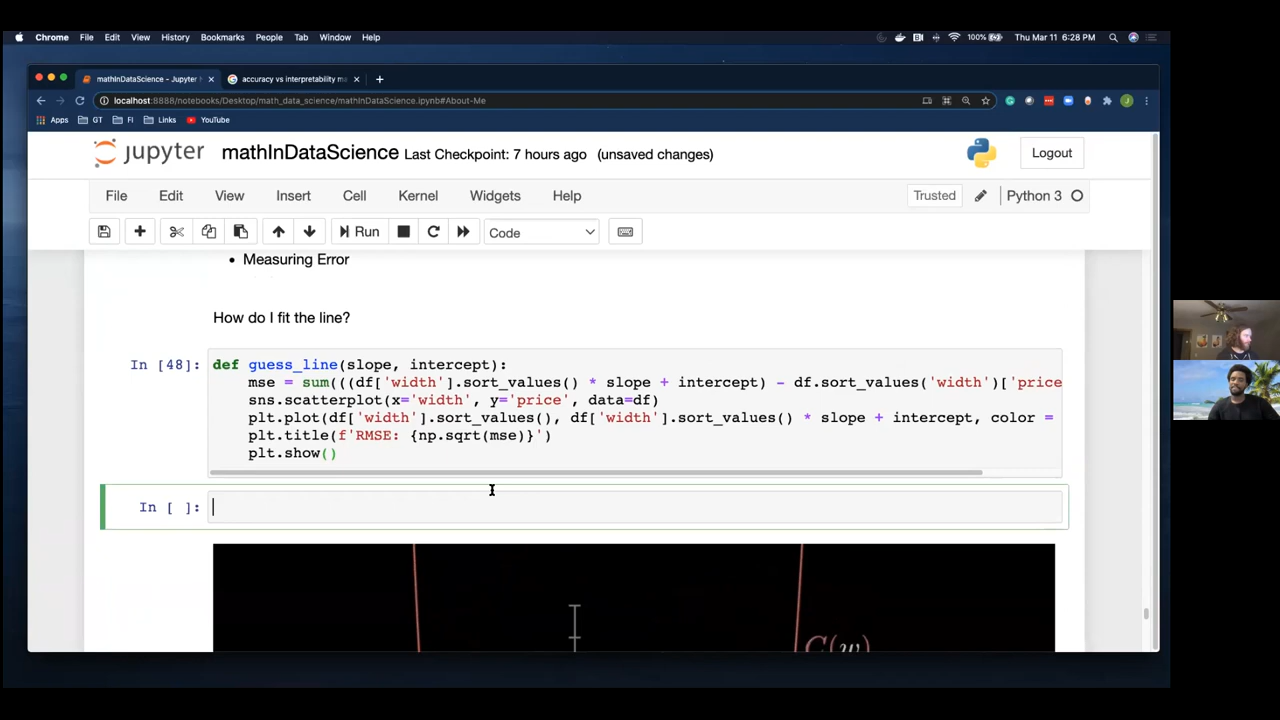 Chrome File Edit View History Bookmarks People Tab Window Help 100% Thu Mar 11 6:28 PM
mathInDataScience - Jupyter accuracy vs interpretability ma
localhost:8888/notebooks/Desktop/math_data_science/mathInDataScience.ipynb#About-Me
Apps GT FI Links YouTube
jupyter mathInDataScience Last Checkpoint: 7 hours ago (unsaved changes) Logout
File Edit View Insert Cell Kernel Widgets Help Trusted Python 3
Run Code
• Measuring Error
How do I fit the line?
In [48]: def guess_line(slope, intercept):
mse = sum(((df['width'].sort_values() * slope + intercept) - df.sort_values('width')['price
sns.scatterplot(x='width', y='price', data=df)
plt.plot(df['width'].sort_values(), df['width'].sort_values() * slope + intercept, color =
plt.title(f'RMSE: {np.sqrt(mse)}')
plt.show()
In [ ]:
C(w)